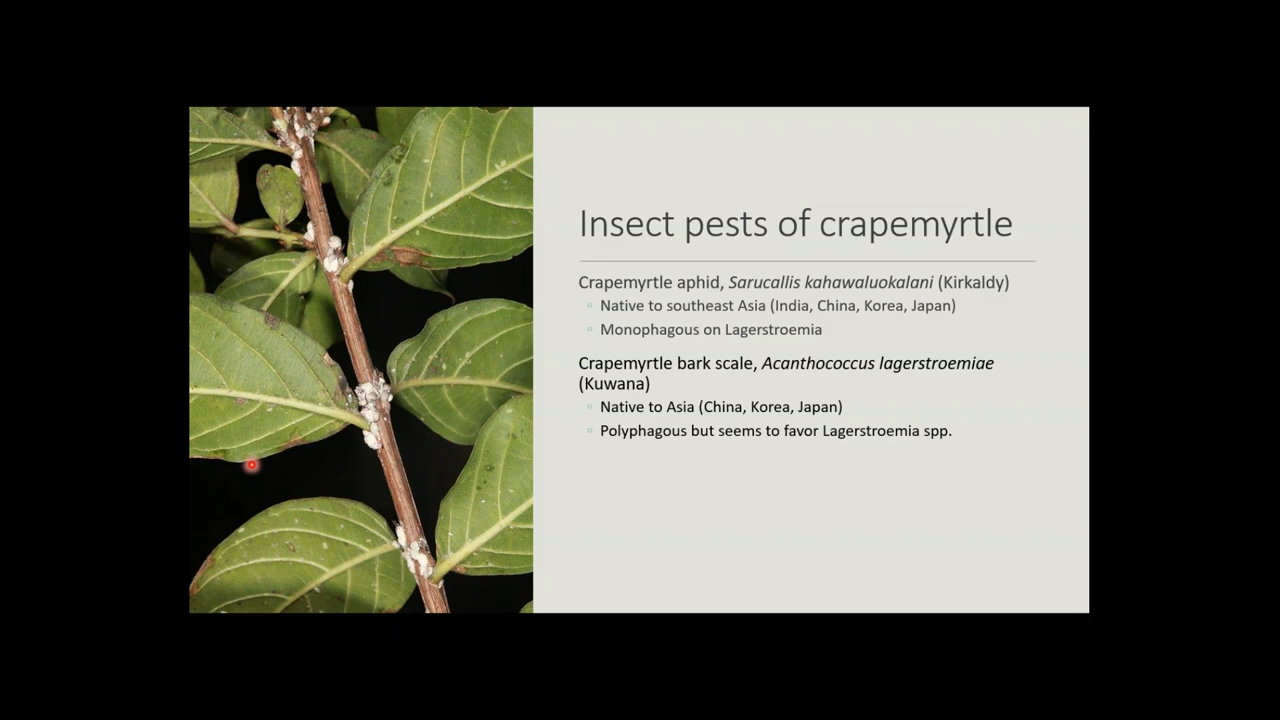 Insect pests of crapemyrtle
Crapemyrtle aphid, Sarucallis kahawaluokalani (Kirkaldy)
Native to southeast Asia (India, China, Korea, Japan)
Monophagous on Lagerstroemia
Crapemyrtle bark scale, Acanthococcus lagerstroemiae
(Kuwana)
Native to Asia (China, Korea, Japan)
Polyphagous but seems to favor Lagerstroemia spp.